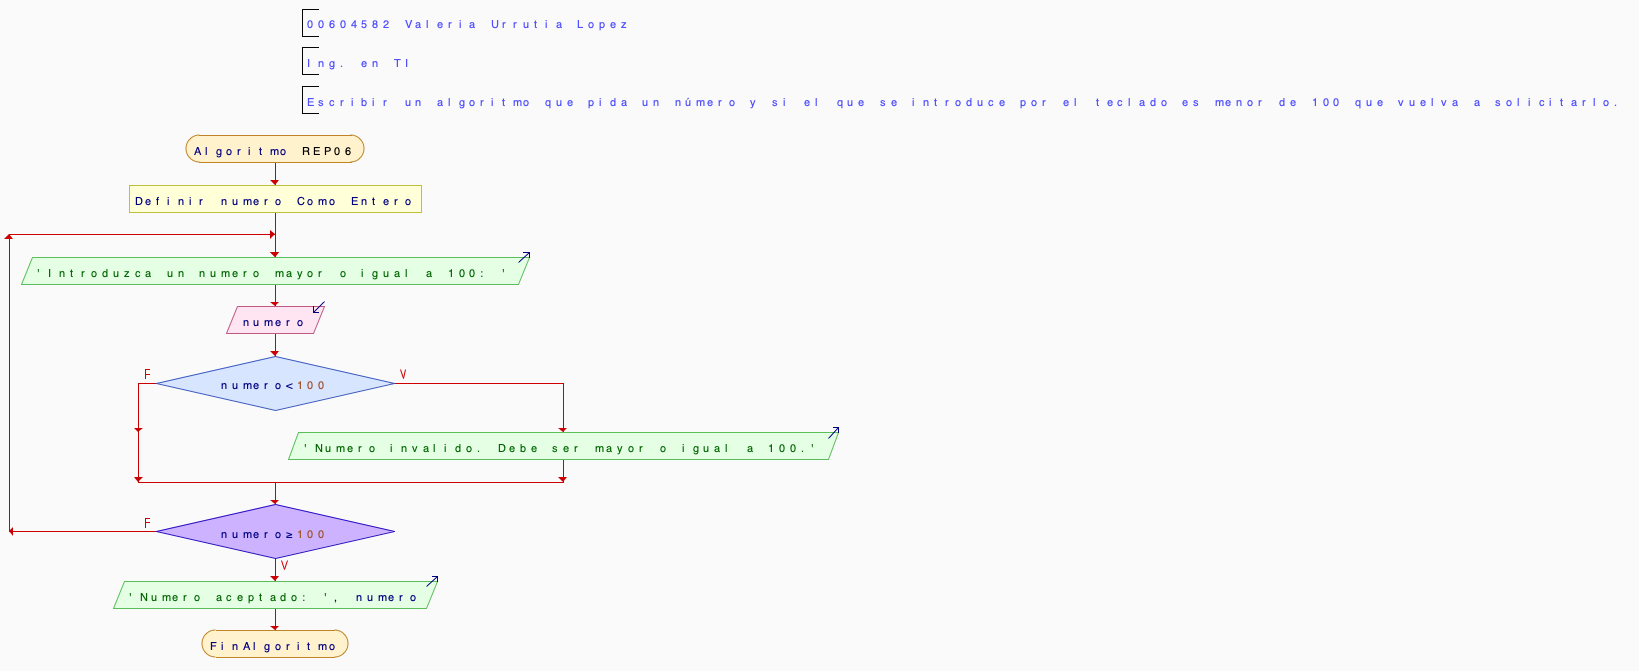 00604582 Valeria Urrutia Lopez
Ing. en TI
Escribir un algoritmo que pida un número y si el que se introduce por el teclado es menor de 100 que vuelva a solicitarlo.
Algoritmo REP06
Definir numero Como Entero
'Introduzca un numero mayor o igual a 100: '
numero
F
V
numero<100
'Numero invalido. Debe ser mayor o igual a 100.'
F
numero≥100
V
'Numero aceptado: ', numero
FinAlgoritmo